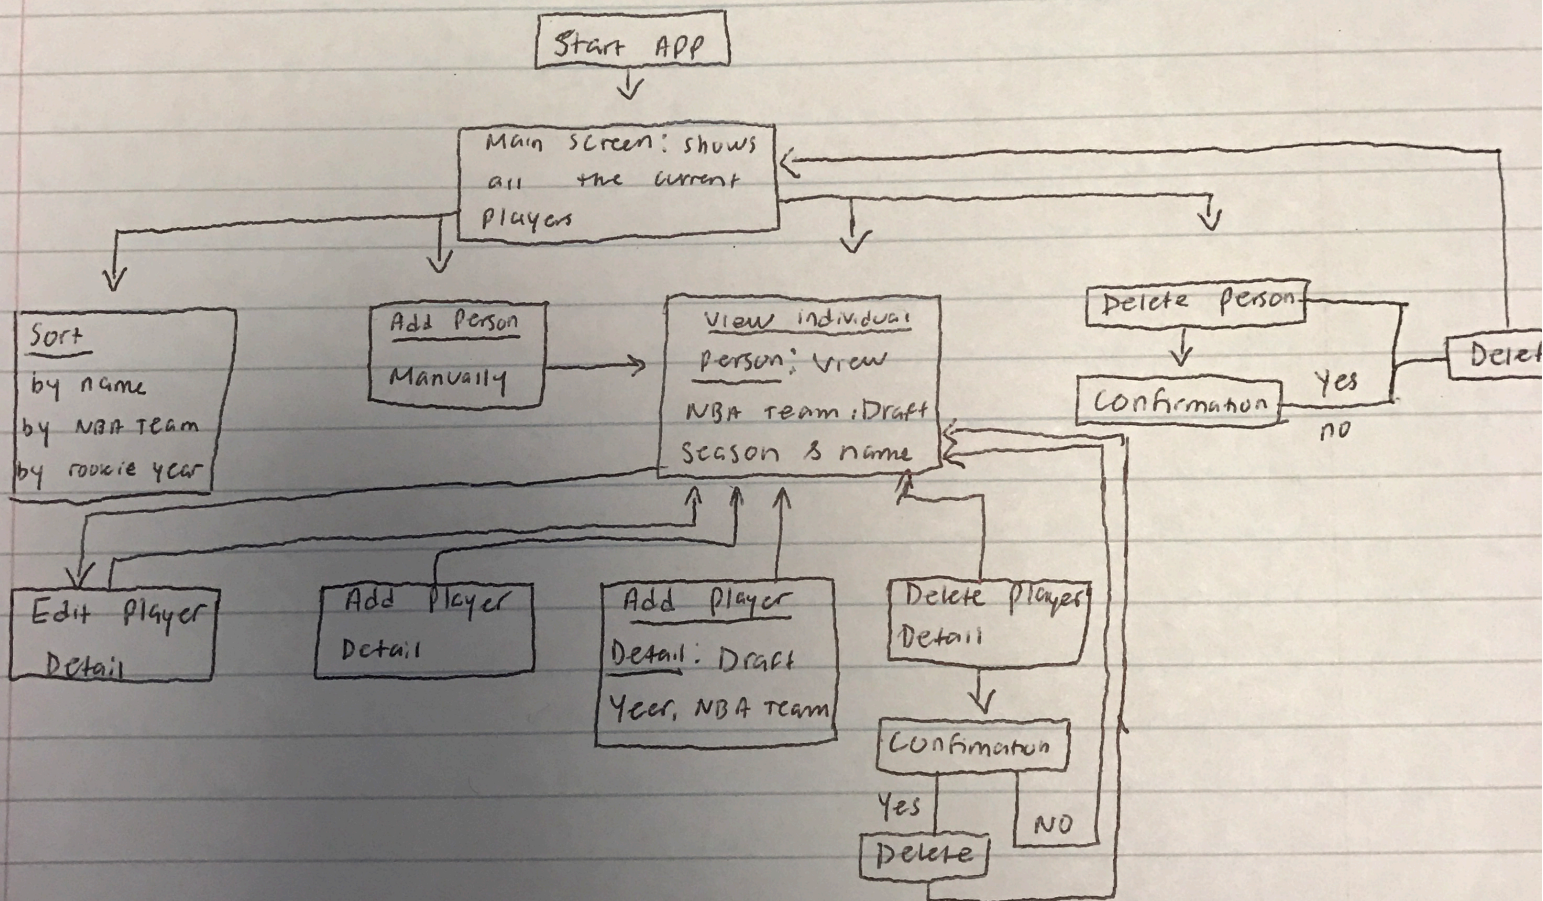 Start APP
Main screen: shows
all the current
players
Sort
by name
by NBA Team
by rookie year
Add Person
Manually
View individual
Person: View
NBA Team, Draft
Season & name
Delete Person
Confirmation
Yes
no
Delet
Edit Player
Detail
Add Player
Detail
Add Player
Detail: Draft
Year, NBA Team
Delete Player
Detail
Confirmation
Yes
NO
Delete